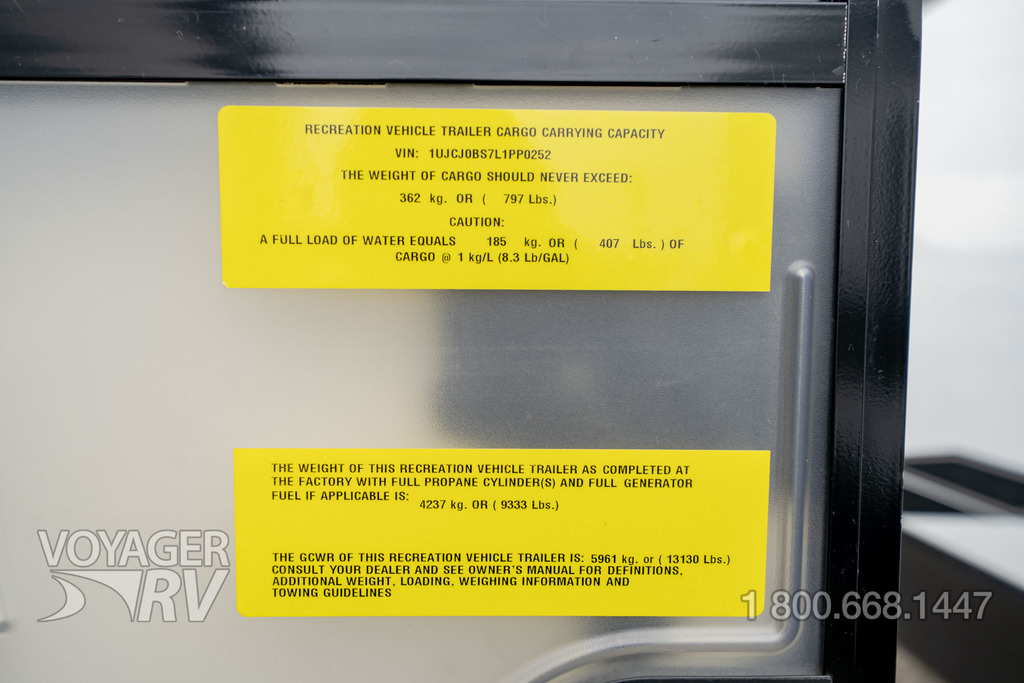 RECREATION VEHICLE TRAILER CARGO CARRYING CAPACITY
VIN: 1UJCJ0BS7L1PP0252
THE WEIGHT OF CARGO SHOULD NEVER EXCEED:
362 kg. OR ( 797 Lbs.)
CAUTION:
A FULL LOAD OF WATER EQUALS 185 kg. OR ( 407 Lbs. ) OF
CARGO @ 1 kg/L (8.3 Lb/GAL)
THE WEIGHT OF THIS RECREATION VEHICLE TRAILER AS COMPLETED AT
THE FACTORY WITH FULL PROPANE CYLINDER(S) AND FULL GENERATOR
FUEL IF APPLICABLE IS:
4237 kg. OR ( 9333 Lbs.)
THE GCWR OF THIS RECREATION VEHICLE TRAILER IS: 5961 kg. or ( 13130 Lbs.)
CONSULT YOUR DEALER AND SEE OWNER'S MANUAL FOR DEFINITIONS,
ADDITIONAL WEIGHT, LOADING, WEIGHING INFORMATION AND
TOWING GUIDELINES
VOYAGER
RV
1 800.668.1447